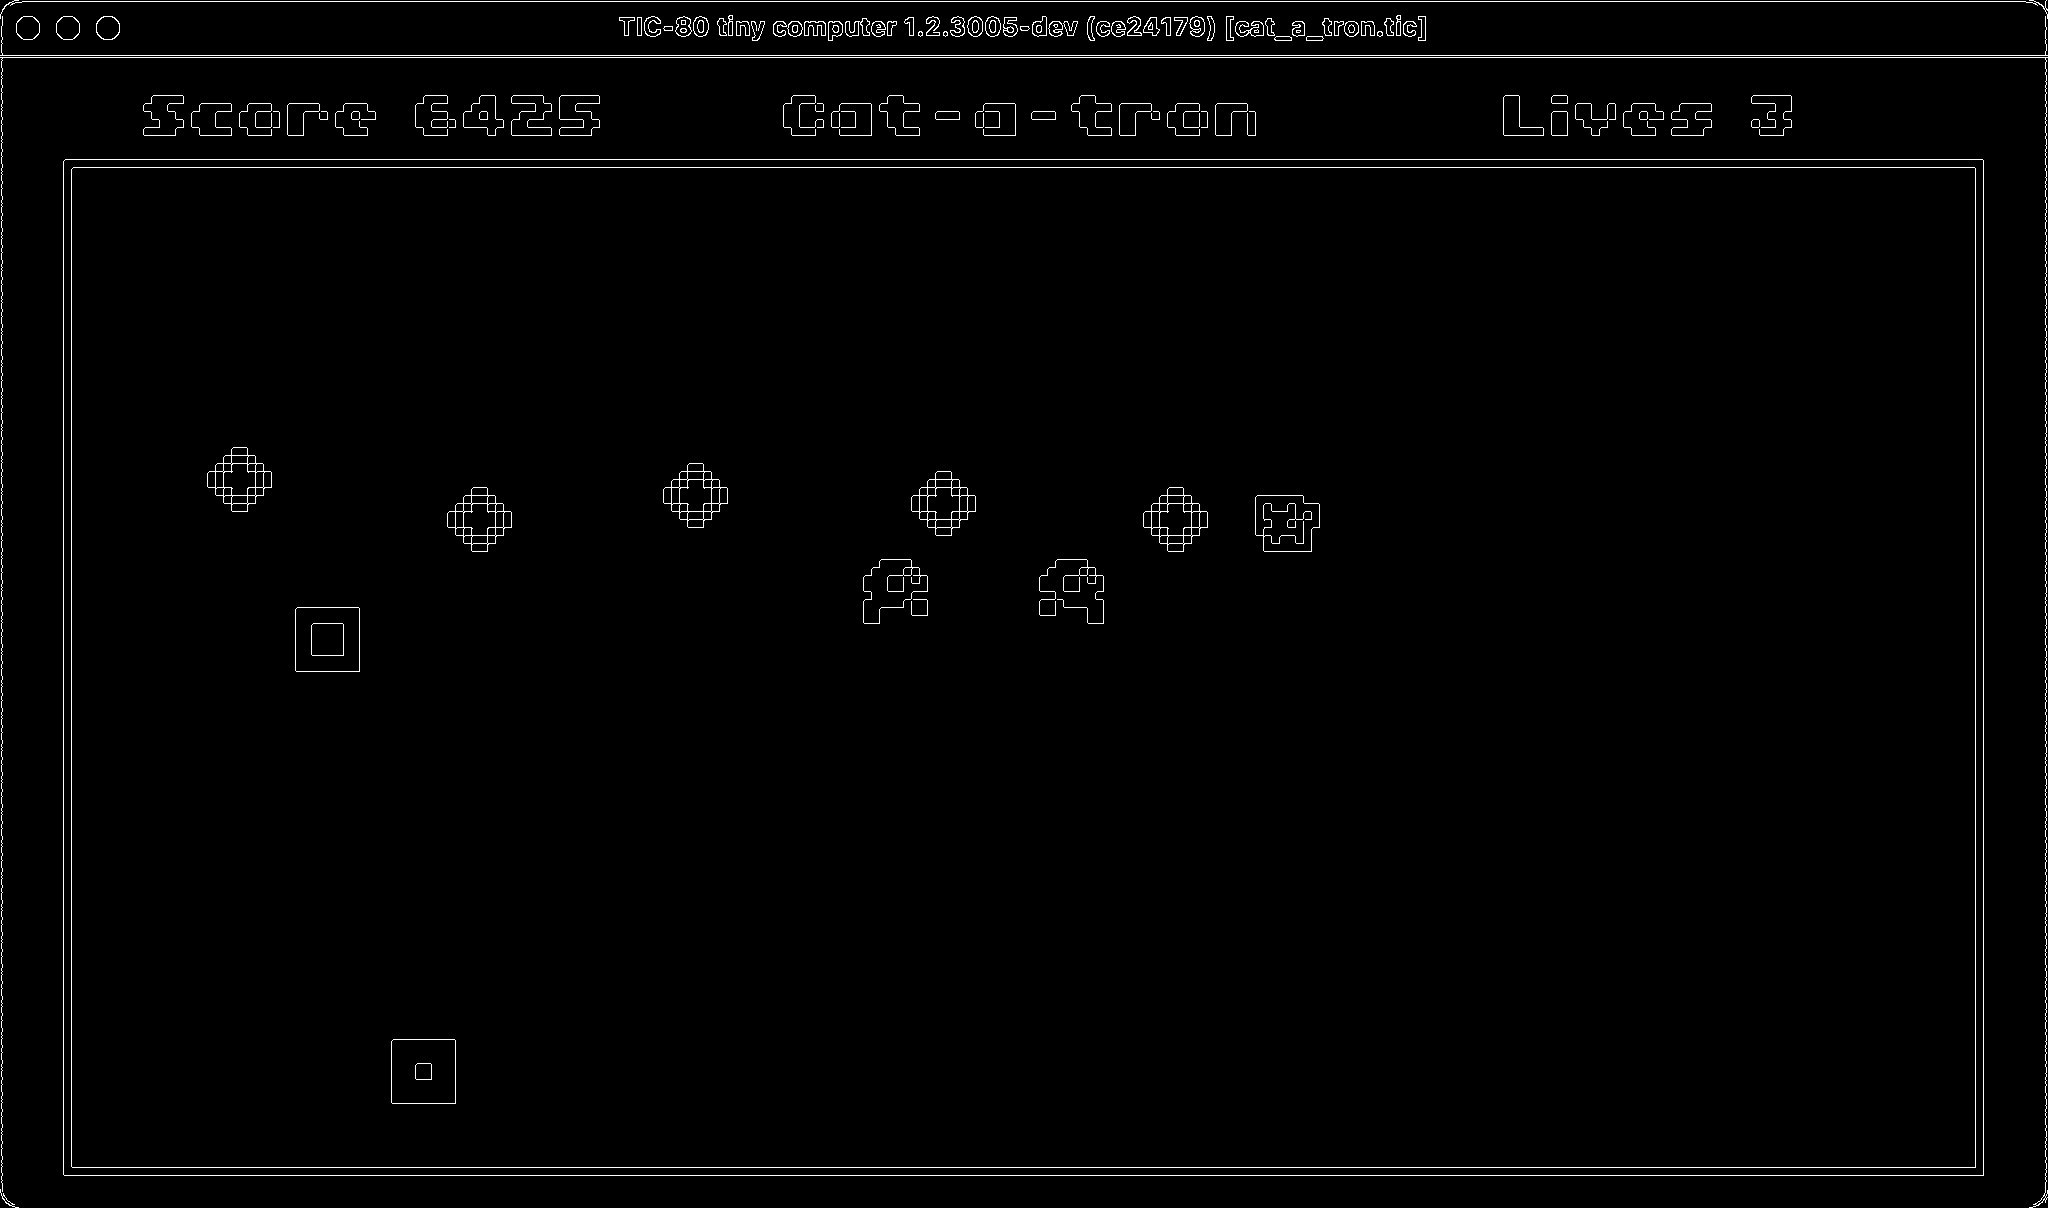 TIC-80 tiny computer 1.2.3005-dev (ce24179) [cat_a_tron.tic]
Score 6425 Cat-a-tron Lives 3